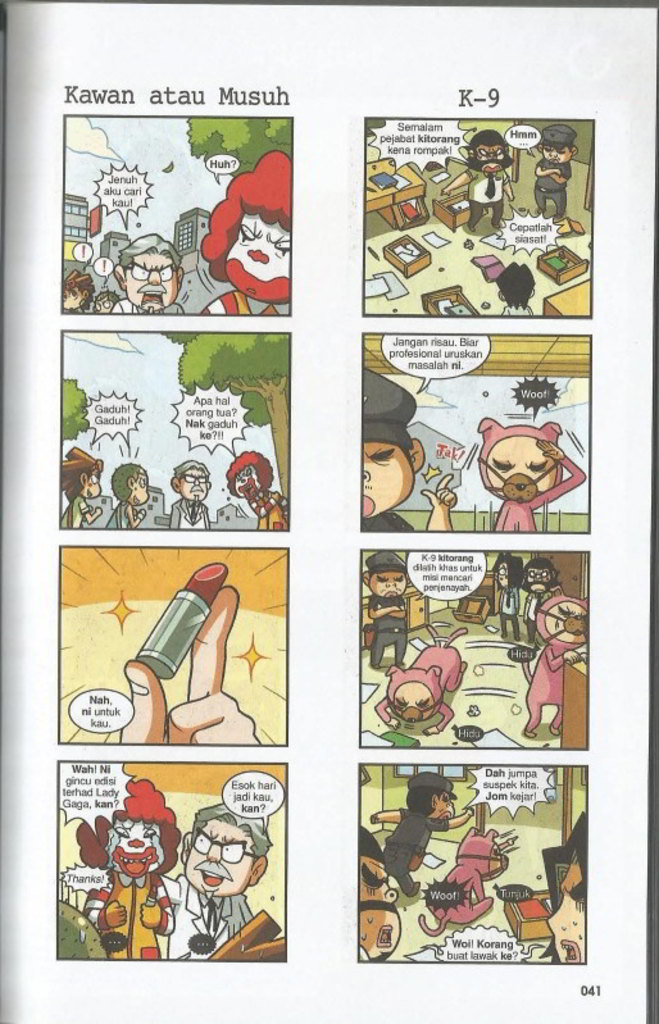 Kawan atau Musuh
Jenuh
aku cari
kau!
Huh?
!
!
Gaduh!
Gaduh!
Apa hal
orang tua?
Nak gaduh
ke?!!
Nah,
ni untuk
kau.
Wah! Ni
gincu edisi
terhad Lady
Gaga, kan?
Esok hari
jadi kau,
kan?
Thanks!
...
...
K-9
Semalam
pejabat kitorang
kena rompak!
Hmm
...
Cepatlah
siasat!
Jangan risau. Biar
profesional uruskan
masalah ni.
Woof!
Tak!
K-9 kitorang
dilatih khas untuk
misi mencari
penjenayah.
Hidu
Hidu
Dah jumpa
suspek kita.
Jom kejar!
Woof!
Tunjuk
Woi! Korang
buat lawak ke?
041